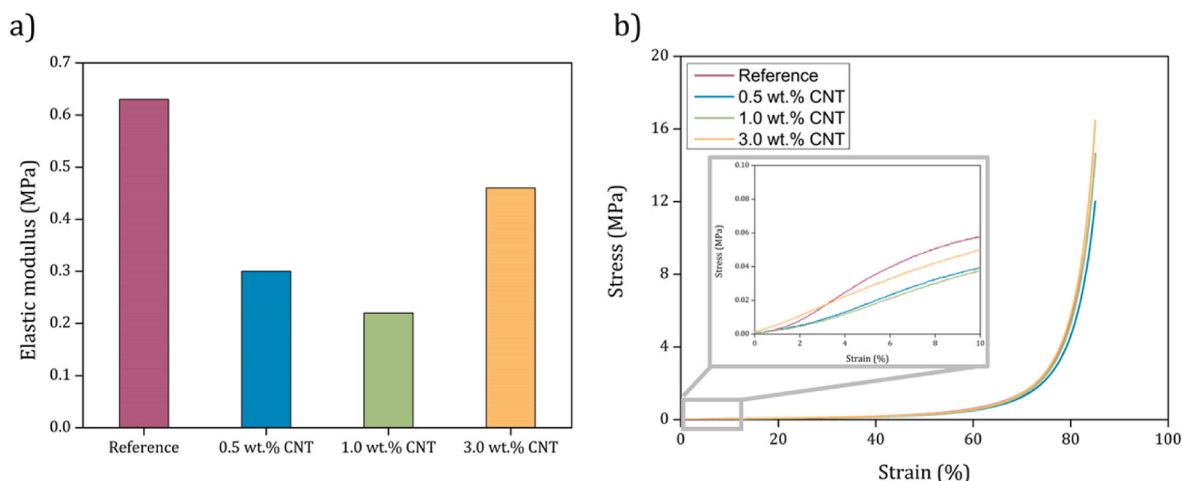 a)
Elastic modulus (MPa)
0.7
0.6
0.5
0.4
0.3
0.2
0.1
0.0
Reference
0.5 wt.% CNT
1.0 wt.% CNT
3.0 wt.% CNT
b)
Stress (MPa)
20
16
12
8
4
0
Reference
0.5 wt.% CNT
1.0 wt.% CNT
3.0 wt.% CNT
Stress (MPa)
0.10
0.08
0.06
0.04
0.02
0.00
0 2 4 6 8 10
Strain (%)
0 20 40 60 80 100
Strain (%)